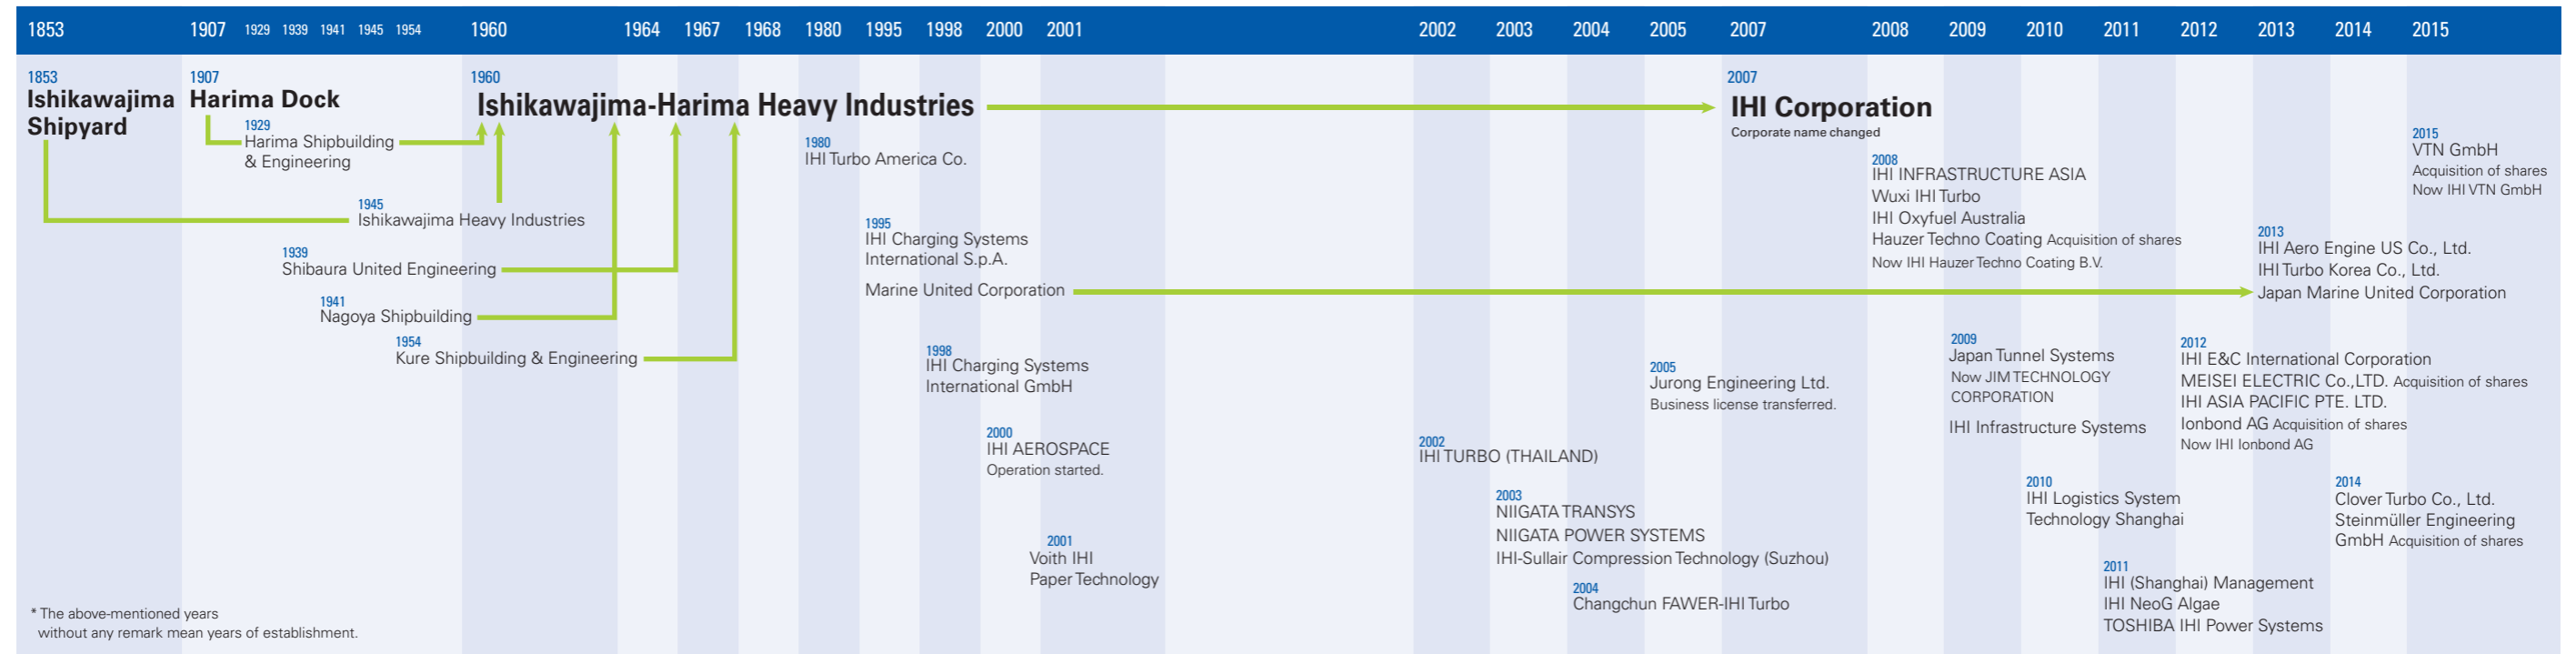 1853 1907 1929 1939 1941 1945 1954 1960 1964 1967 1968 1980 1995 1998 2000 2001 2002 2003 2004 2005 2007 2008 2009 2010 2011 2012 2013 2014 2015
1853
Ishikawajima
Shipyard
1907
Harima Dock
1929
Harima Shipbuilding
& Engineering
1945
Ishikawajima Heavy Industries
1939
Shibaura United Engineering
1941
Nagoya Shipbuilding
1954
Kure Shipbuilding & Engineering
1960
Ishikawajima-Harima Heavy Industries
1980
IHI Turbo America Co.
1995
IHI Charging Systems
International S.p.A.
Marine United Corporation
1998
IHI Charging Systems
International GmbH
2000
IHI AEROSPACE
Operation started.
2001
Voith IHI
Paper Technology
2002
IHI TURBO (THAILAND)
2003
NIIGATA TRANSYS
NIIGATA POWER SYSTEMS
IHI-Sullair Compression Technology (Suzhou)
2004
Changchun FAWER-IHI Turbo
2005
Jurong Engineering Ltd.
Business license transferred.
2007
IHI Corporation
Corporate name changed
2008
IHI INFRASTRUCTURE ASIA
Wuxi IHI Turbo
IHI Oxyfuel Australia
Hauzer Techno Coating Acquisition of shares
Now IHI Hauzer Techno Coating B.V.
2009
Japan Tunnel Systems
Now JIM TECHNOLOGY
CORPORATION
IHI Infrastructure Systems
2010
IHI Logistics System
Technology Shanghai
2011
IHI (Shanghai) Management
IHI NeoG Algae
TOSHIBA IHI Power Systems
2012
IHI E&C International Corporation
MEISEI ELECTRIC Co.,LTD. Acquisition of shares
IHI ASIA PACIFIC PTE. LTD.
Ionbond AG Acquisition of shares
Now IHI Ionbond AG
2013
IHI Aero Engine US Co., Ltd.
IHI Turbo Korea Co., Ltd.
Japan Marine United Corporation
2014
Clover Turbo Co., Ltd.
Steinmüller Engineering
GmbH Acquisition of shares
2015
VTN GmbH
Acquisition of shares
Now IHI VTN GmbH
* The above-mentioned years
without any remark mean years of establishment.